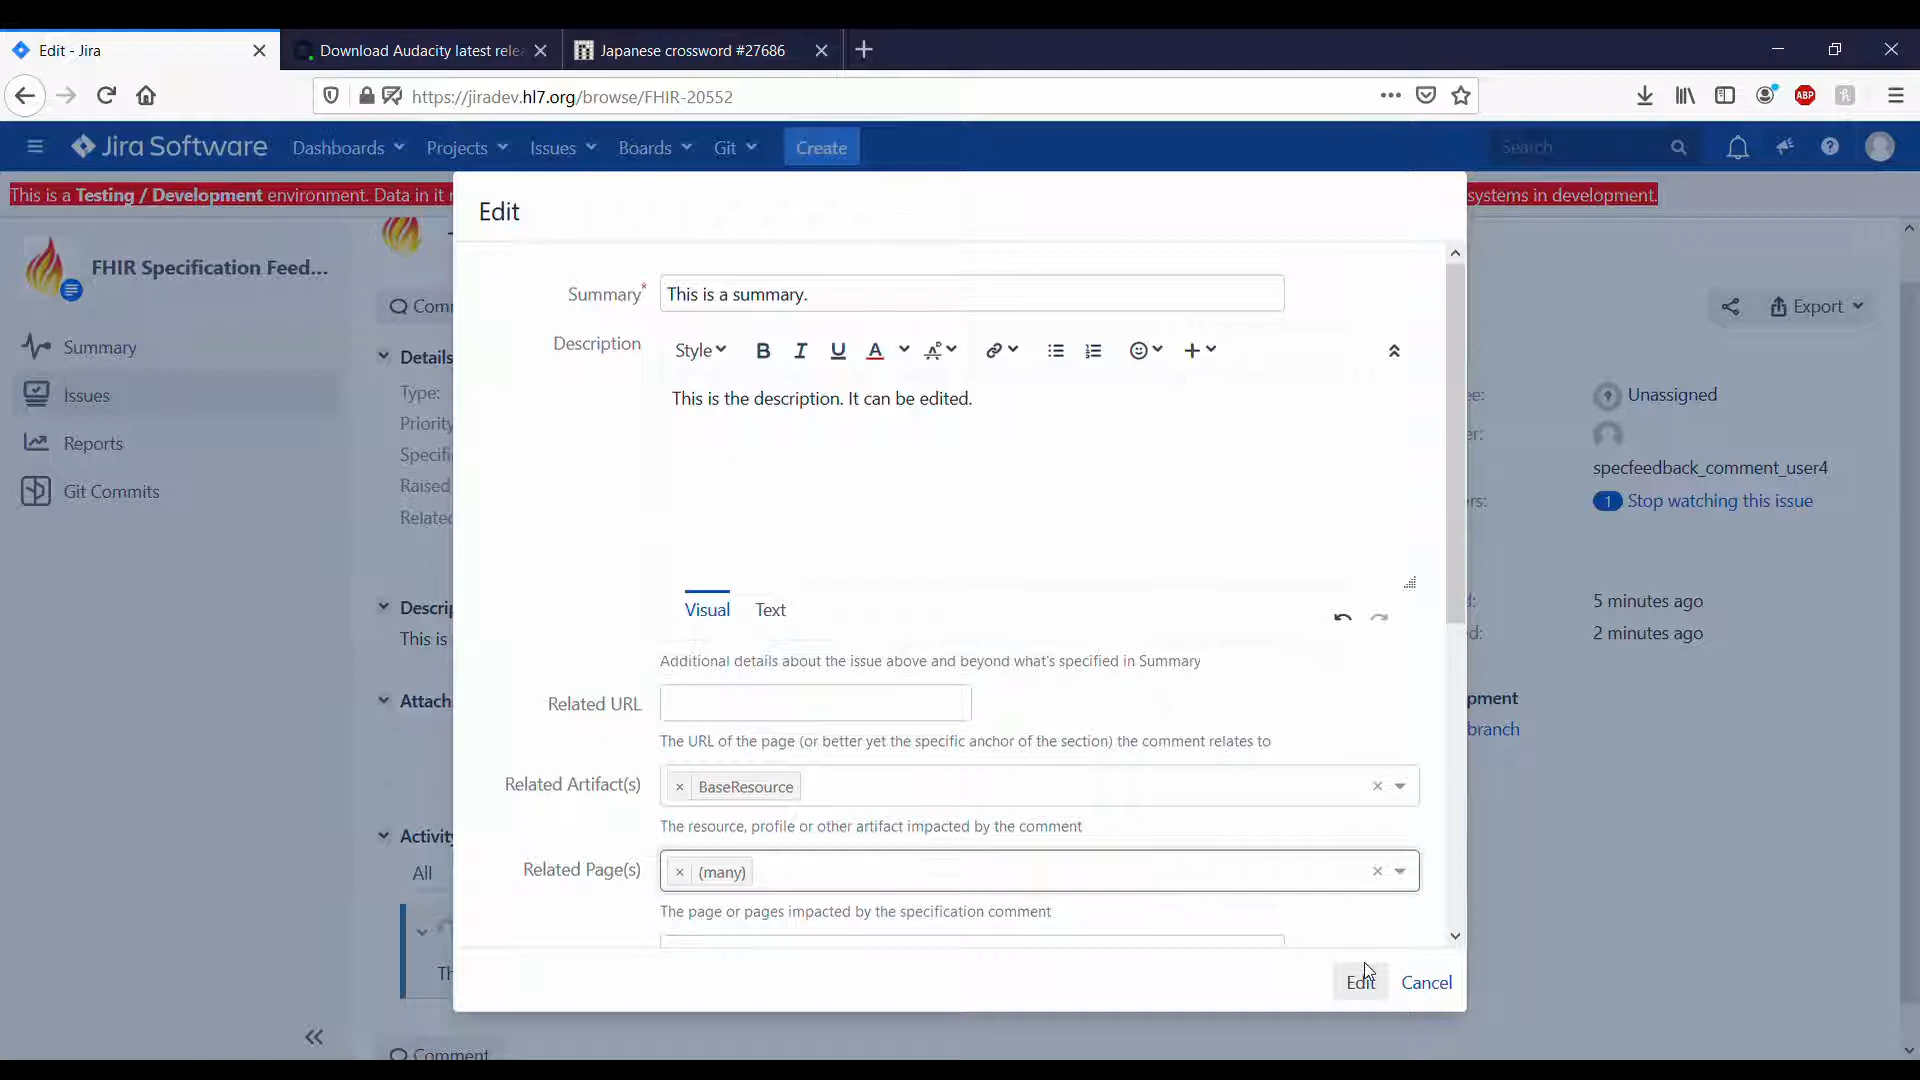 Edit - Jira
Download Audacity latest rele
Japanese crossword #27686
https://jiradev.hl7.org/browse/FHIR-20552
ABP
Jira Software
Dashboards
Projects
Issues
Boards
Git
Create
Search
This is a Testing / Development environment. Data in it
systems in development.
FHIR Specification Feed...
Summary
Issues
Reports
Git Commits
Export
Details
Type:
Priority
Raised
Related
This is
Activity
All
Comment
Unassigned
specfeedback_comment_user4
1 Stop watching this issue
5 minutes ago
2 minutes ago
branch
Edit
Summary*
This is a summary.
Description
Style
B I U A
This is the description. It can be edited.
Visual
Text
Additional details about the issue above and beyond what's specified in Summary
Related URL
The URL of the page (or better yet the specific anchor of the section) the comment relates to
Related Artifact(s)
× BaseResource
The resource, profile or other artifact impacted by the comment
Related Page(s)
× (many)
The page or pages impacted by the specification comment
Edit
Cancel